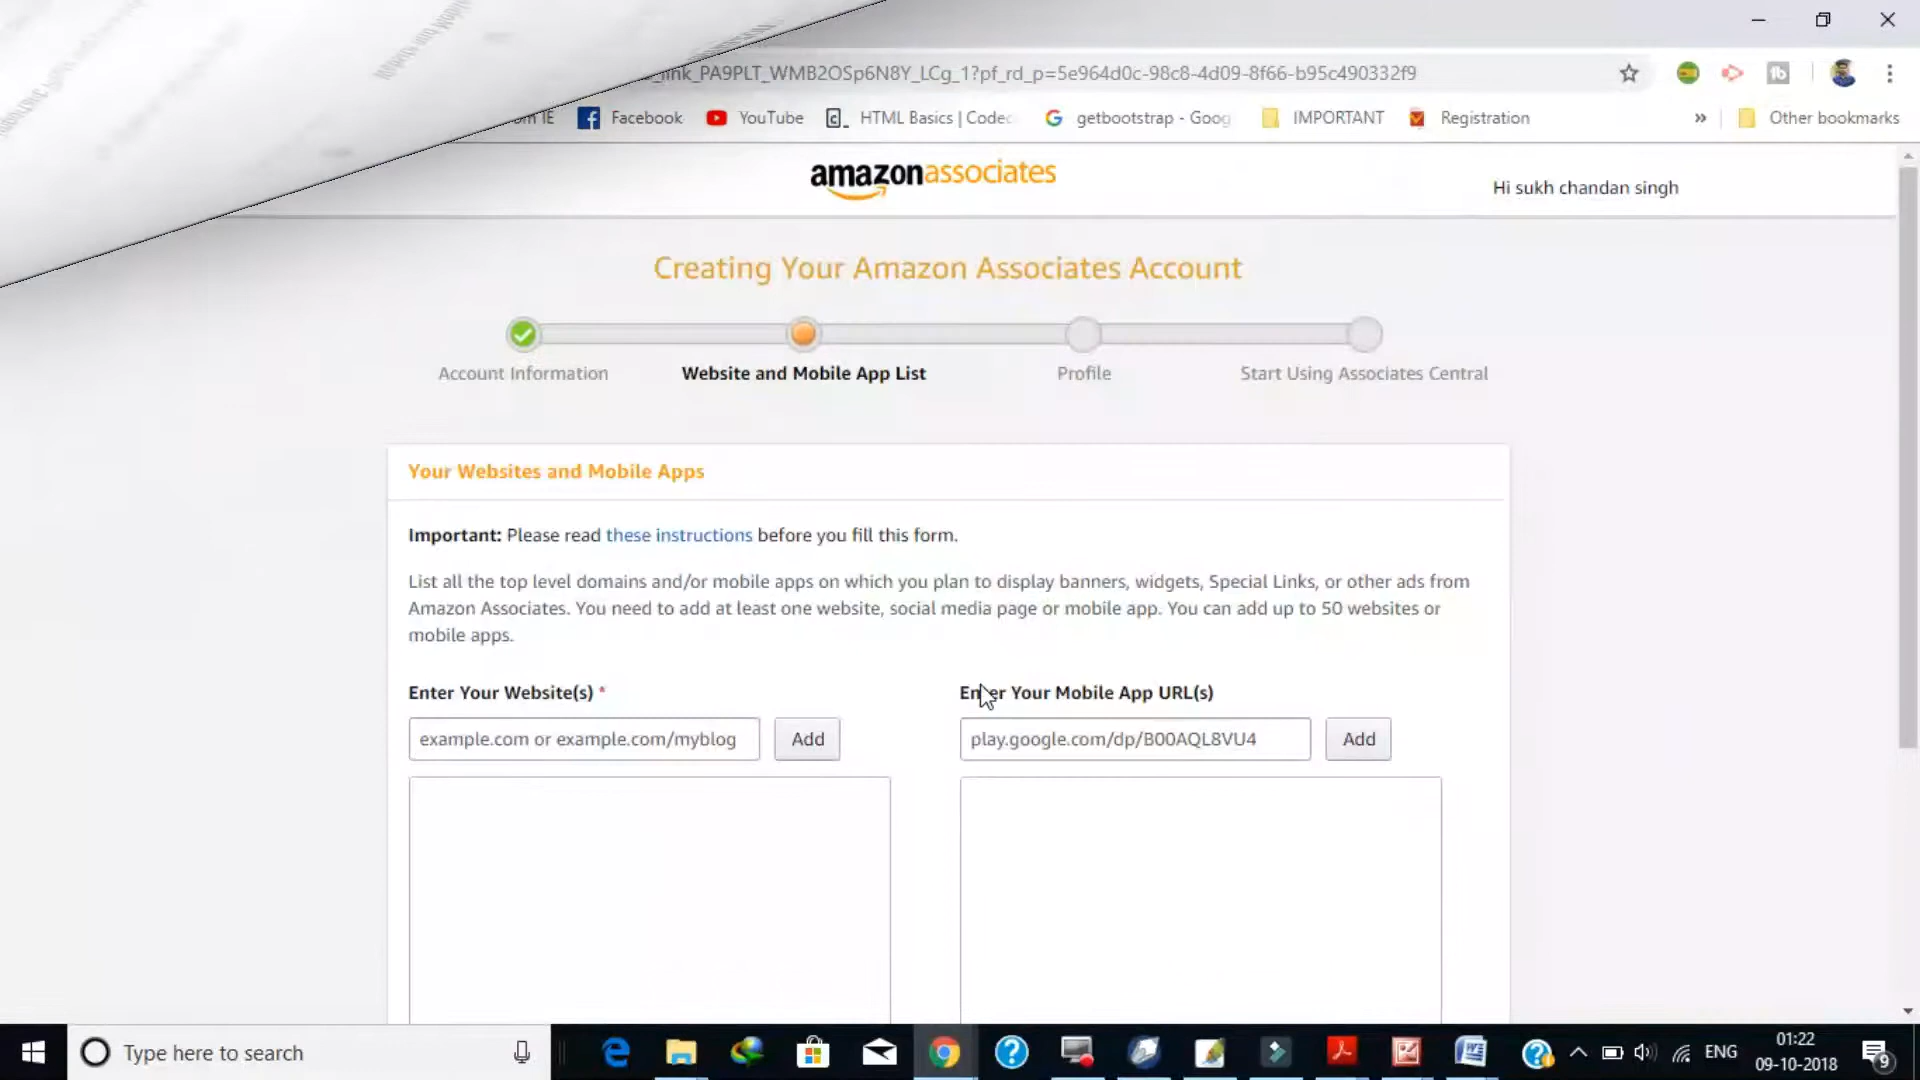 _link_PA9PLT_WMB2OSp6N8Y_LCg_1?pf_rd_p=5e964d0c-98c8-4d09-8f66-b95c490332f9
IE Facebook YouTube HTML Basics | Codec getbootstrap - Goog IMPORTANT Registration » Other bookmarks
amazonassociates
Hi sukh chandan singh
Creating Your Amazon Associates Account
Account Information Website and Mobile App List Profile Start Using Associates Central
Your Websites and Mobile Apps
Important: Please read these instructions before you fill this form.
List all the top level domains and/or mobile apps on which you plan to display banners, widgets, Special Links, or other ads from
Amazon Associates. You need to add at least one website, social media page or mobile app. You can add up to 50 websites or
mobile apps.
Enter Your Website(s) * Enter Your Mobile App URL(s)
example.com or example.com/myblog Add play.google.com/dp/B00AQL8VU4 Add
Type here to search
ENG
01:22
09-10-2018
9